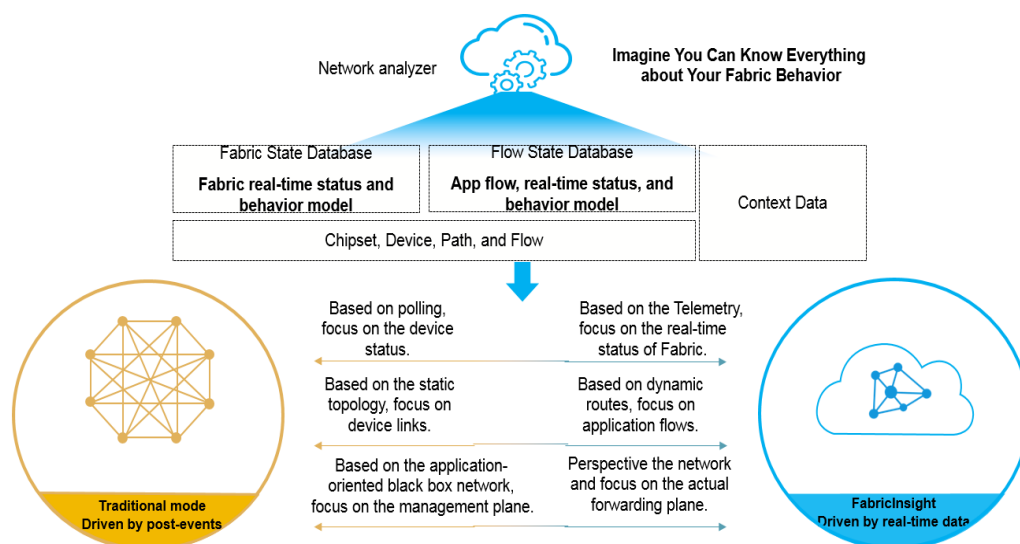 Network analyzer
Imagine You Can Know Everything
about Your Fabric Behavior
Fabric State Database
Fabric real-time status and
behavior model
Flow State Database
App flow, real-time status, and
behavior model
Context Data
Chipset, Device, Path, and Flow
Based on polling,
focus on the device
status.
Based on the Telemetry,
focus on the real-time
status of Fabric.
Based on the static
topology, focus on
device links.
Based on dynamic
routes, focus on
application flows.
Based on the application-
oriented black box network,
focus on the management plane.
Perspective the network
and focus on the actual
forwarding plane.
Traditional mode
Driven by post-events
FabricInsight
Driven by real-time data